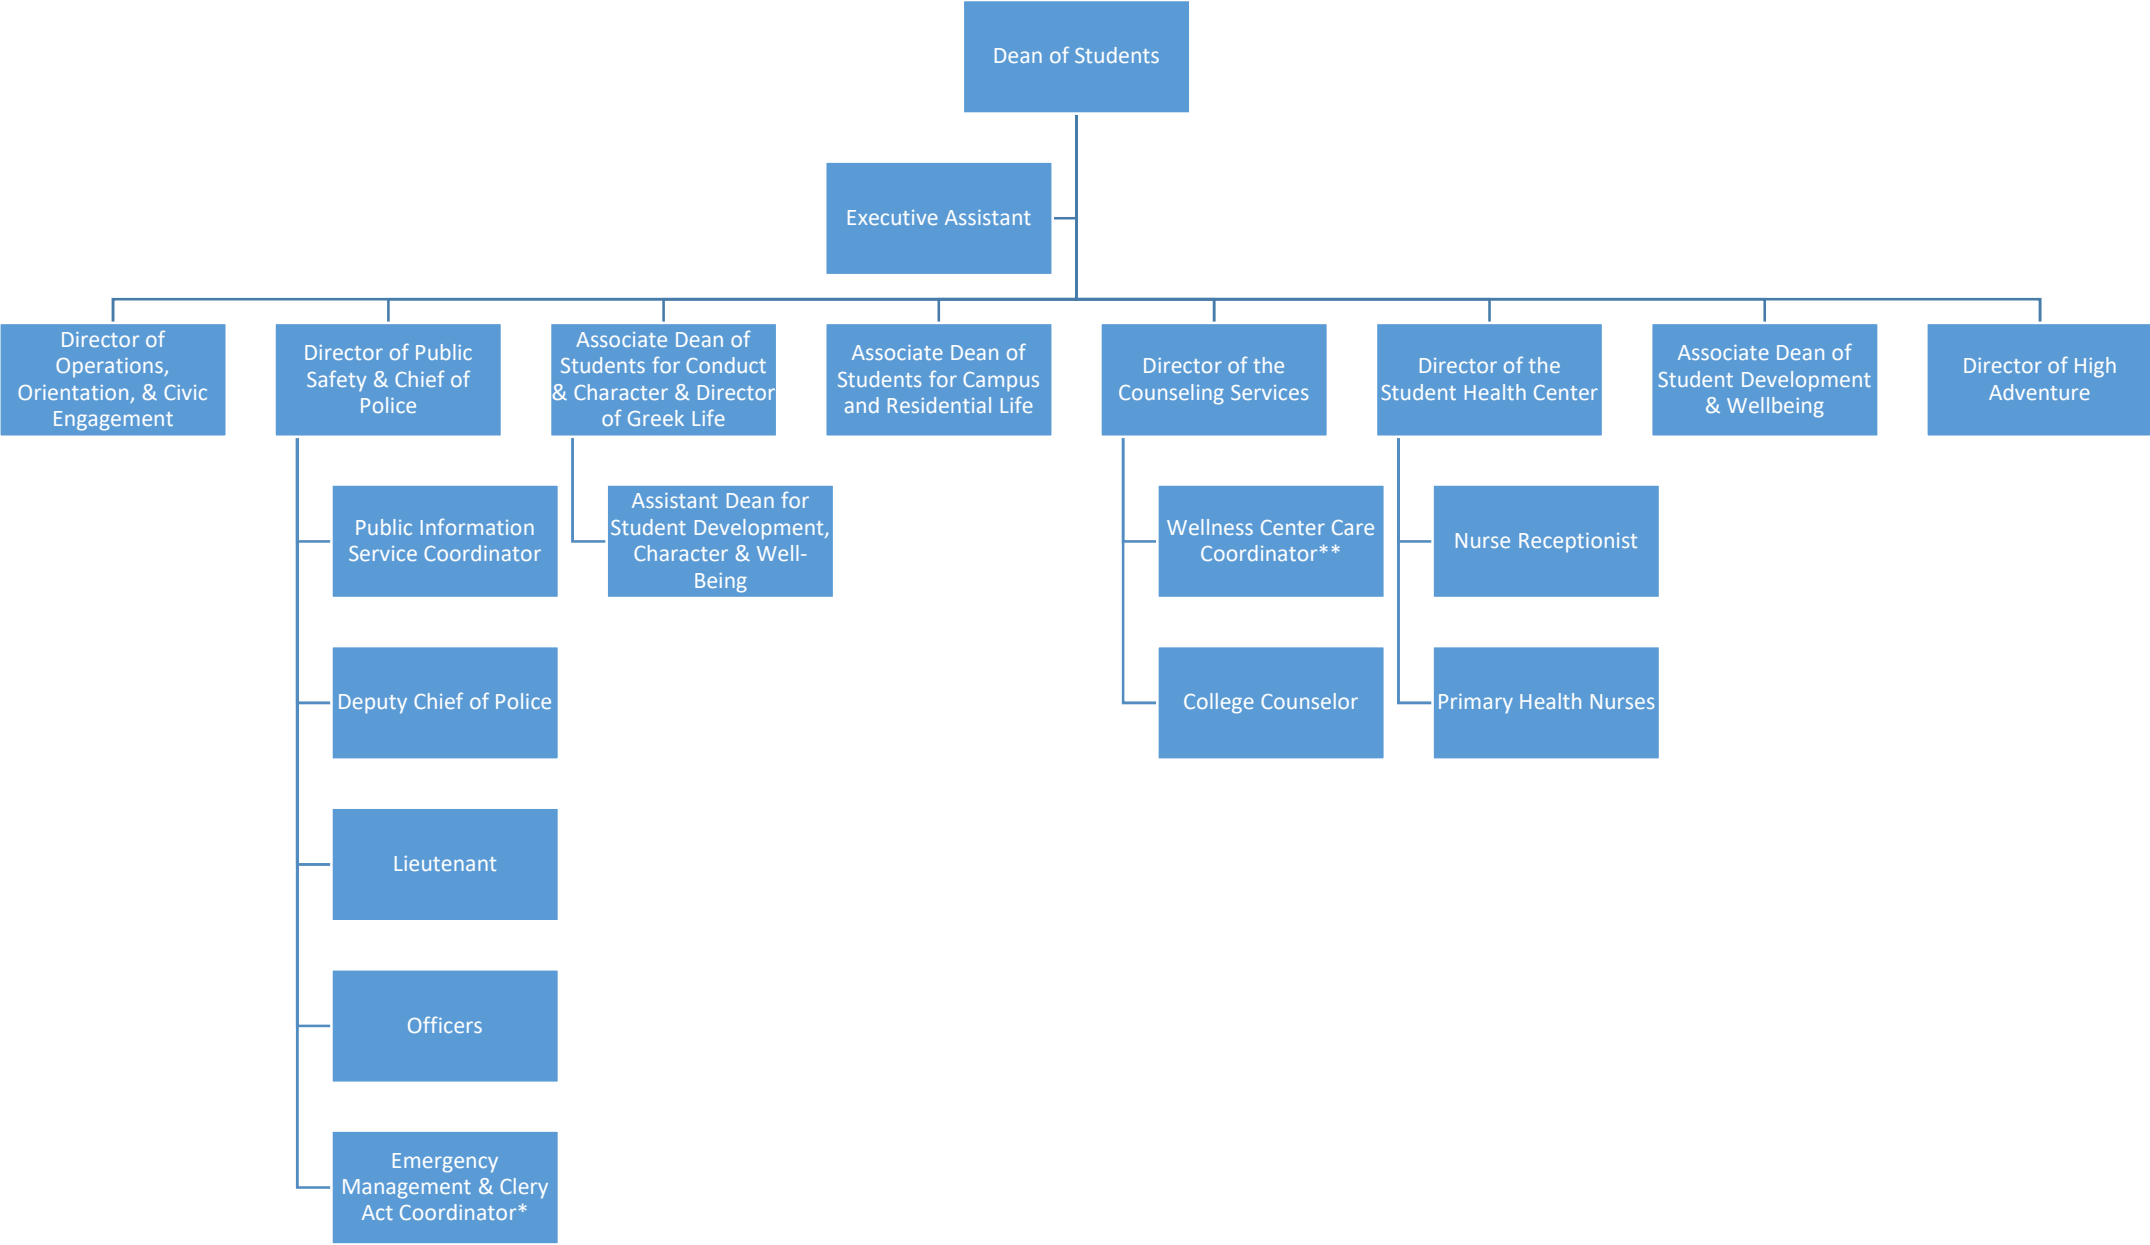 Dean of Students
Executive Assistant
Director of
Operations,
Orientation, & Civic
Engagement
Director of Public
Safety & Chief of
Police
Associate Dean of
Students for Conduct
& Character & Director
of Greek Life
Associate Dean of
Students for Campus
and Residential Life
Director of the
Counseling Services
Director of the
Student Health Center
Associate Dean of
Student Development
& Wellbeing
Director of High
Adventure
Public Information
Service Coordinator
Assistant Dean for
Student Development,
Character & Well-
Being
Wellness Center Care
Coordinator**
Nurse Receptionist
Deputy Chief of Police
College Counselor
Primary Health Nurses
Lieutenant
Officers
Emergency
Management & Clery
Act Coordinator*